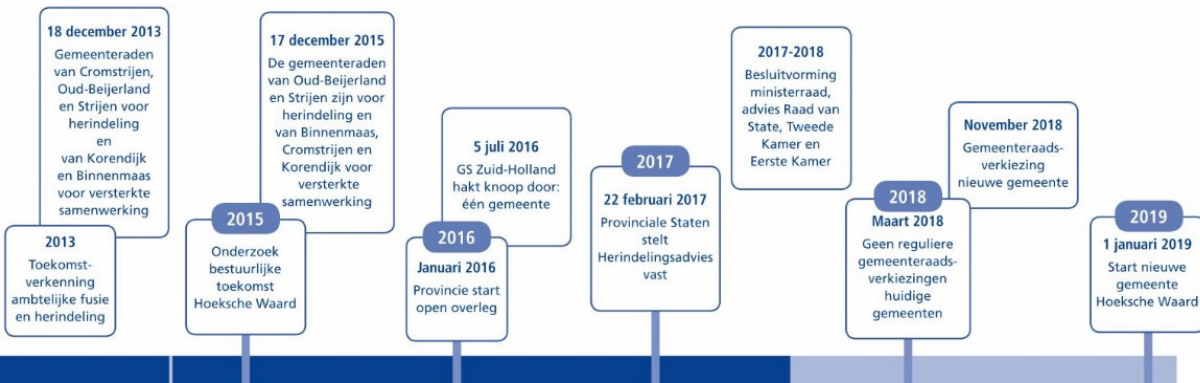 18 december 2013
Gemeenteraden
van Cromstrijen,
Oud-Beijerland
en Strijen voor
herindeling
en
van Korendijk
en Binnenmaas
voor versterkte
samenwerking
2013
Toekomst-
verkenning
ambtelijke fusie
en herindeling
17 december 2015
De gemeenteraden
van Oud-Beijerland
en Strijen zijn voor
herindeling en
van Binnenmaas,
Cromstrijen en
Korendijk voor
versterkte
samenwerking
2015
Onderzoek
bestuurlijke
toekomst
Hoeksche Waard
5 juli 2016
GS Zuid-Holland
hakt knoop door:
één gemeente
2016
Januari 2016
Provincie start
open overleg
2017
22 februari 2017
Provinciale Staten
stelt
Herindelingsadvies
vast
2017-2018
Besluitvorming
ministerraad,
advies Raad van
State, Tweede
Kamer en
Eerste Kamer
2018
Maart 2018
Geen reguliere
gemeenteraads-
verkiezingen
huidige
gemeenten
November 2018
Gemeenteraads-
verkiezing
nieuwe gemeente
2019
1 januari 2019
Start nieuwe
gemeente
Hoeksche Waard